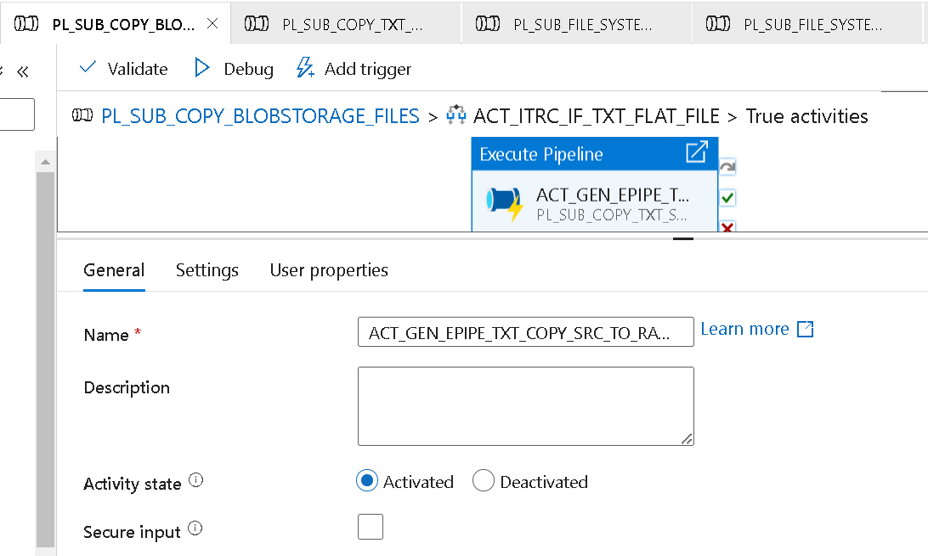 PL_SUB_COPY_BLO... PL_SUB_COPY_TXT_... PL_SUB_FILE_SYSTE... PL_SUB_FILE_SYSTE...
Validate Debug Add trigger
PL_SUB_COPY_BLOBSTORAGE_FILES > ACT_ITRC_IF_TXT_FLAT_FILE > True activities
Execute Pipeline
ACT_GEN_EPIPE_T...
PL_SUB_COPY_TXT_S...
General Settings User properties
Name * ACT_GEN_EPIPE_TXT_COPY_SRC_TO_RA... Learn more
Description
Activity state Activated Deactivated
Secure input